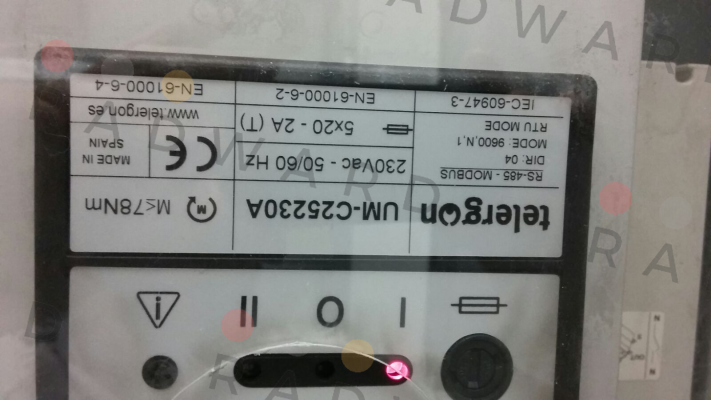 I O II
telergon UM-C25230A M M≤78Nm
RS-485 - MODBUS
DIR: 04
MODE: 9600,N,1
RTU MODE
230Vac - 50/60 Hz
CE
MADE IN
SPAIN
5x20 - 2A (T)
www.telergon.es
IEC-60947-3 EN-61000-6-2 EN-61000-6-4